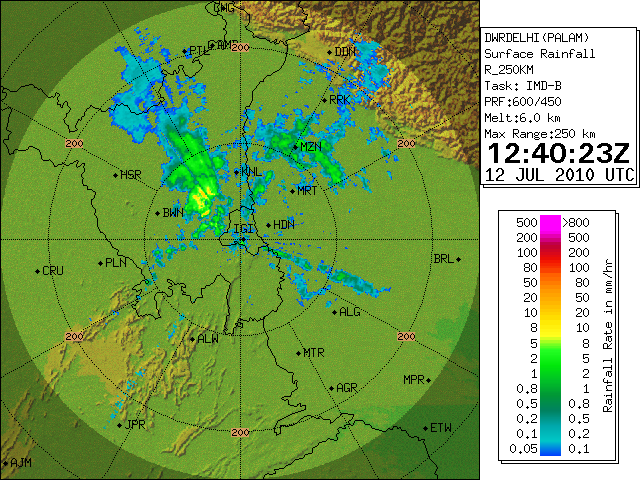 CHG
PTL
GAMB
200
DDN
RRK
200
MZN
200
HSR
KNL
MRT
BWN
HDN
IGI
BRL
CRU
PLN
ALG
200
ALW
200
MTR
AGR
MPR
JPR
200
ETW
AJM
DWRDELHI(PALAM)
Surface Rainfall
R_250KM
Task: IMD-B
PRF:600/450
Melt:6.0 km
Max Range:250 km
12:40:23Z
12 JUL 2010 UTC
500 >800
200 500
100 200
80 100
50 80
20 50
10 20
8 10
5 8
2 5
1 2
0.8 1
0.5 0.8
0.2 0.5
0.1 0.2
0.05 0.1
Rainfall Rate in mm/hr